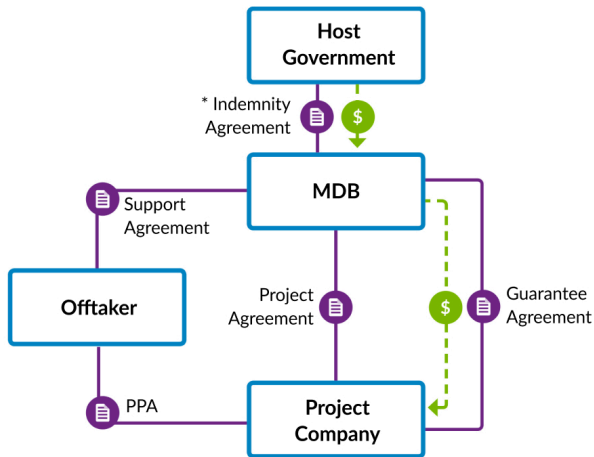 Host
Government
* Indemnity
Agreement
$
MDB
Support
Agreement
Offtaker
Project
Agreement
$
Guarantee
Agreement
PPA
Project
Company